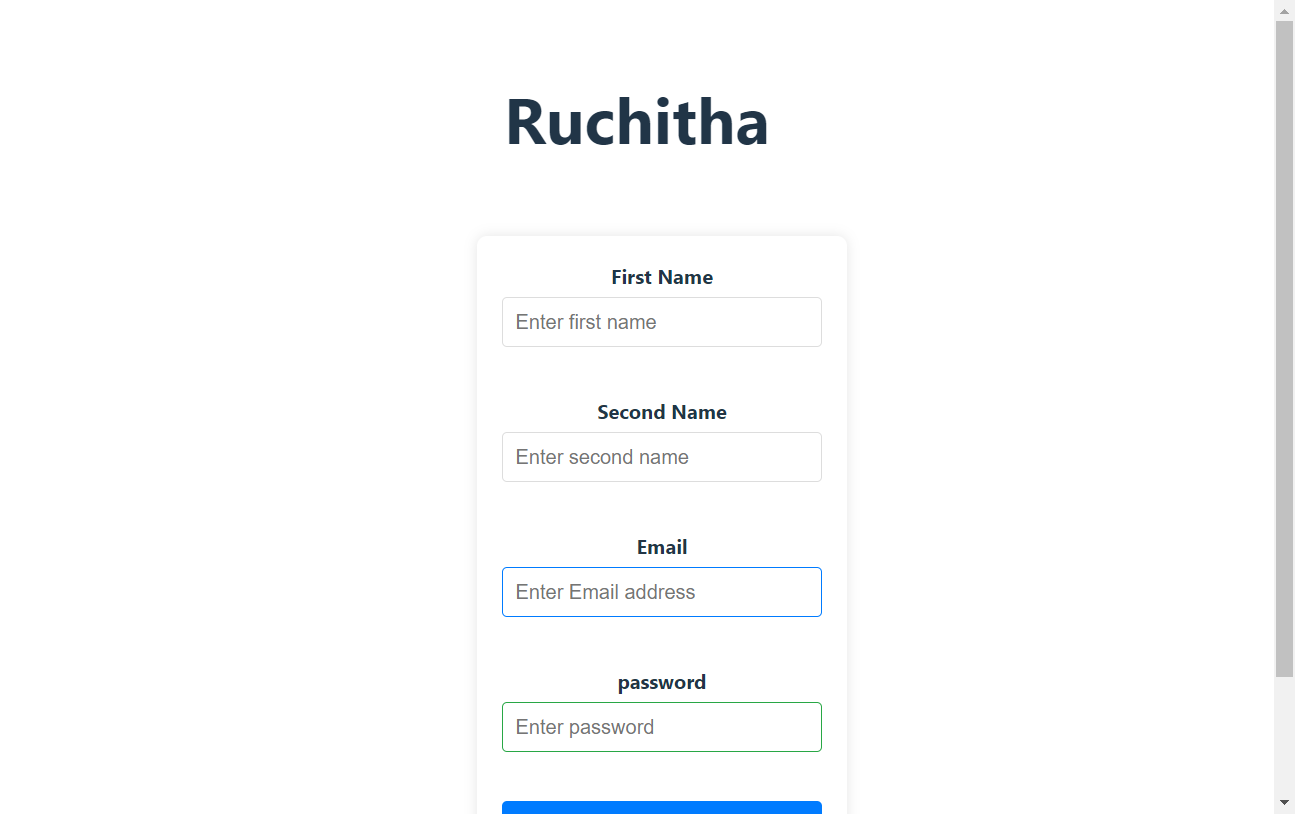 Ruchitha
First Name
Enter first name
Second Name
Enter second name
Email
Enter Email address
password
Enter password